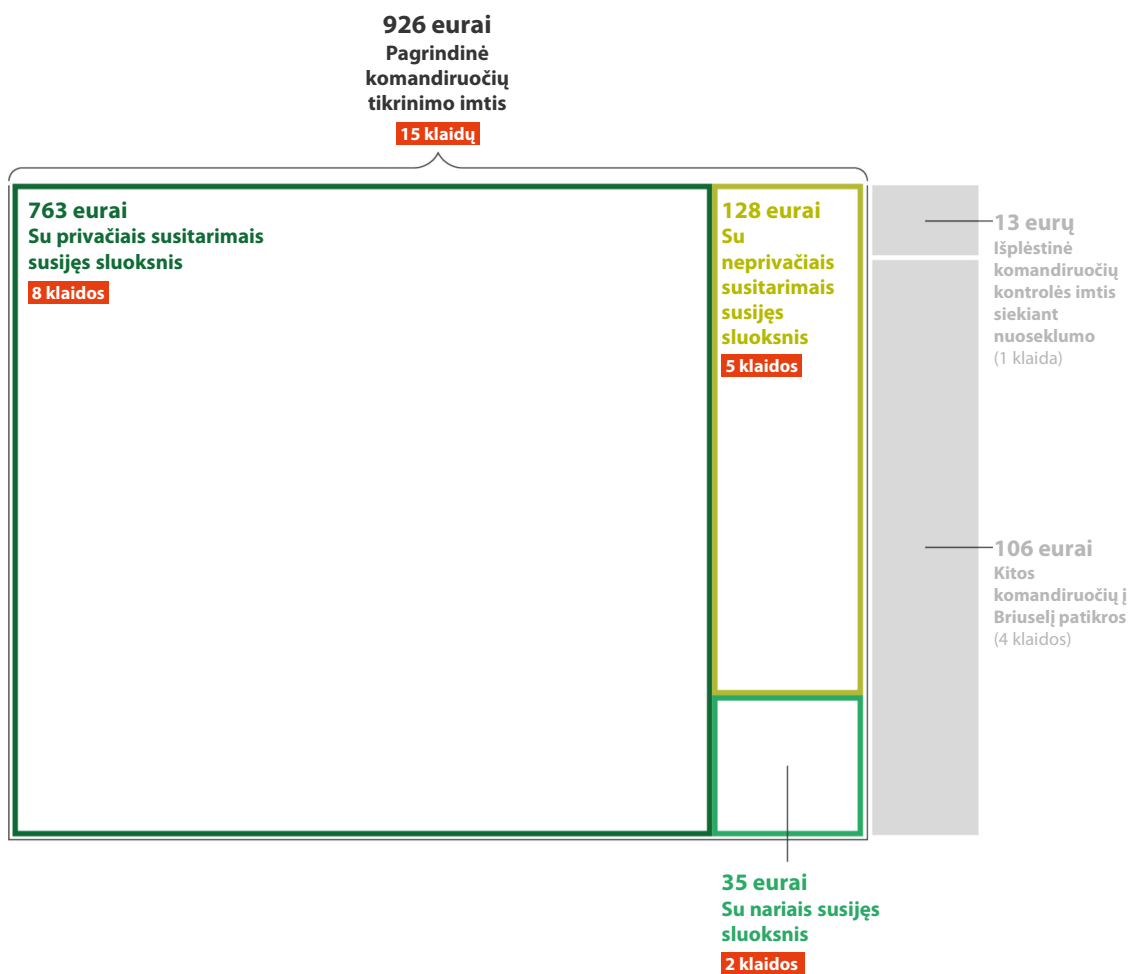 926 eurai
Pagrindinė
komandiruočių
tikrinimo imtis
15 klaidų
763 eurai
Su privačiais susitarimais
susijęs sluoksnis
8 klaidos
128 eurai
Su
neprivačiais
susitarimais
susijęs
sluoksnis
5 klaidos
13 eurų
Išplėstinė
komandiruočių
kontrolės imtis
siekiant
nuoseklumo
(1 klaida)
106 eurai
Kitos
komandiruočių į
Briuselį patikros
(4 klaidos)
35 eurai
Su nariais susijęs
sluoksnis
2 klaidos